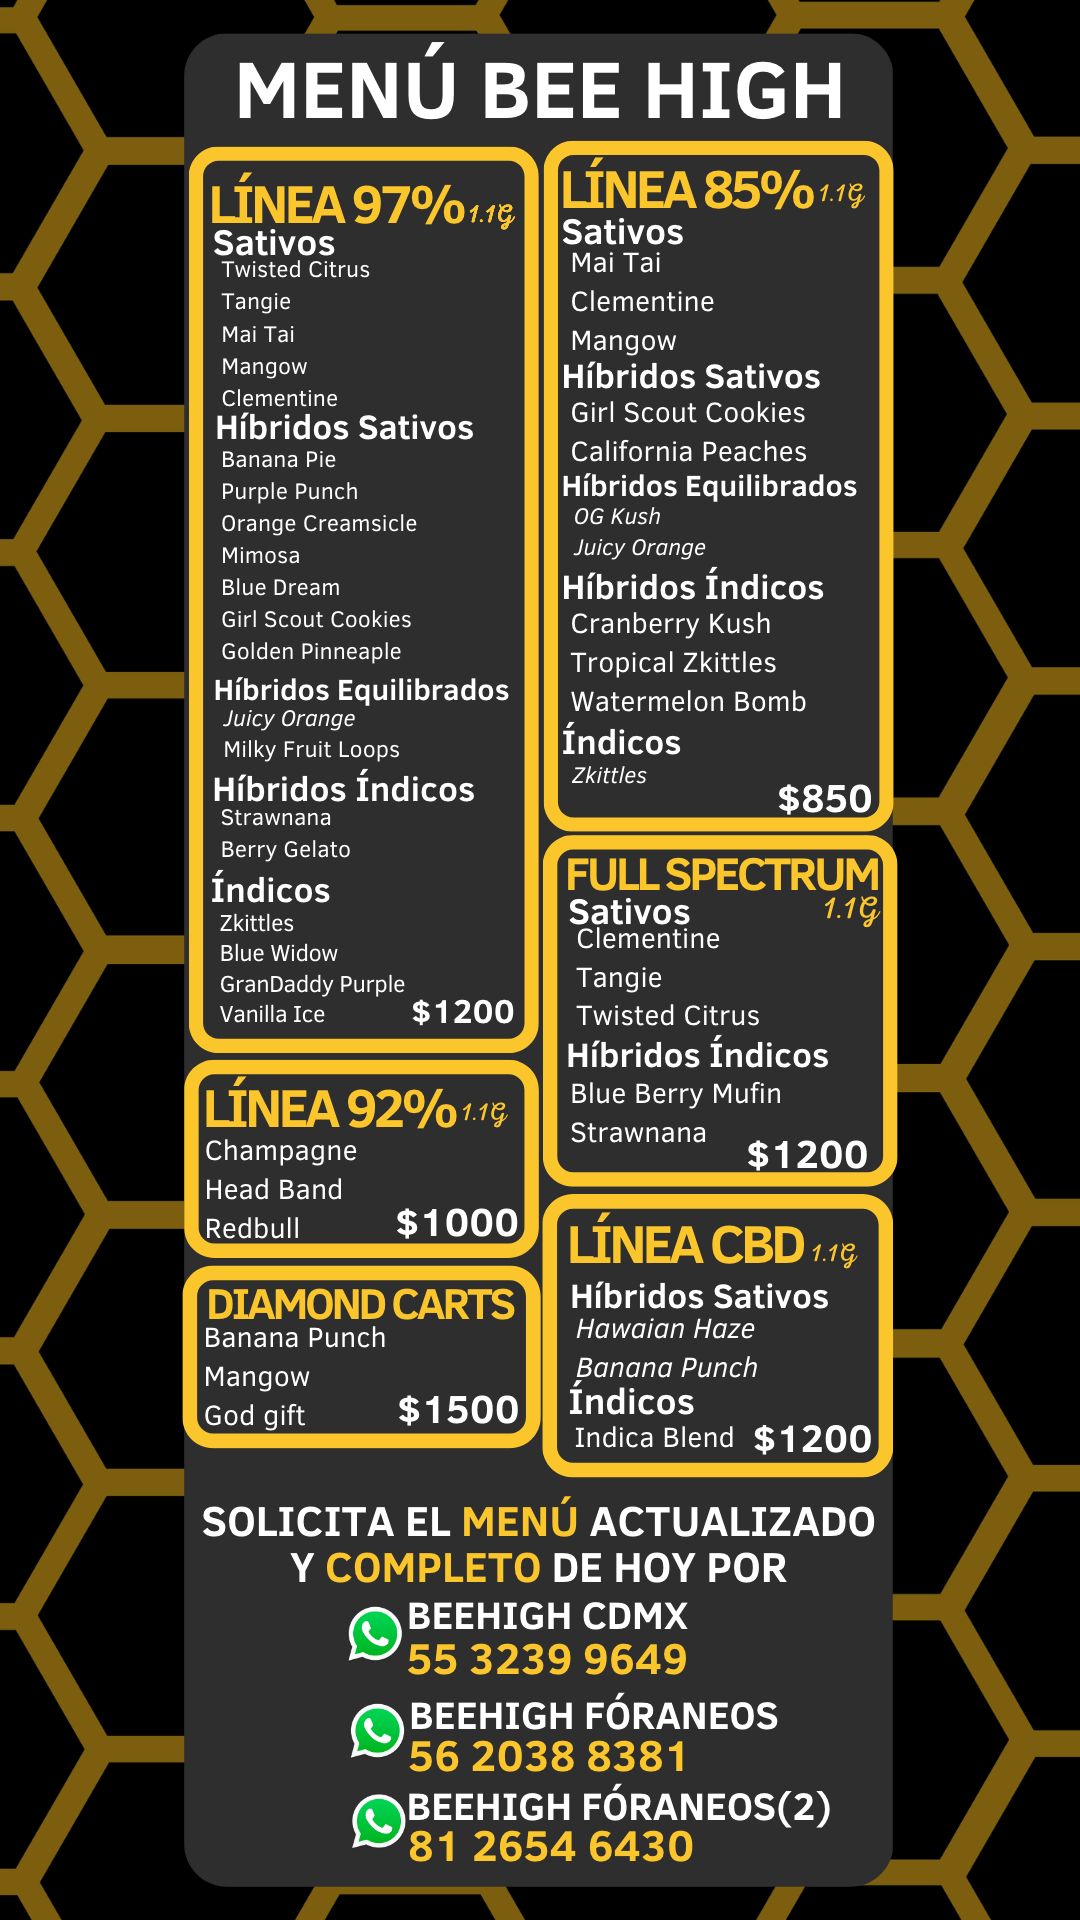 MENÚ BEE HIGH
LÍNEA 97% 1.1G
Sativos
Twisted Citrus
Tangie
Mai Tai
Mangow
Clementine
Híbridos Sativos
Banana Pie
Purple Punch
Orange Creamsicle
Mimosa
Blue Dream
Girl Scout Cookies
Golden Pinneaple
Híbridos Equilibrados
Juicy Orange
Milky Fruit Loops
Híbridos Índicos
Strawnana
Berry Gelato
Índicos
Zkittles
Blue Widow
GranDaddy Purple
Vanilla Ice $1200
LÍNEA 92% 1.1G
Champagne
Head Band
Redbull $1000
DIAMOND CARTS
Banana Punch
Mangow
God gift $1500
LÍNEA 85% 1.1G
Sativos
Mai Tai
Clementine
Mangow
Híbridos Sativos
Girl Scout Cookies
California Peaches
Híbridos Equilibrados
OG Kush
Juicy Orange
Híbridos Índicos
Cranberry Kush
Tropical Zkittles
Watermelon Bomb
Índicos
Zkittles
$850
FULL SPECTRUM
Sativos 1.1G
Clementine
Tangie
Twisted Citrus
Híbridos Índicos
Blue Berry Mufin
Strawnana
$1200
LÍNEA CBD 1.1G
Híbridos Sativos
Hawaian Haze
Banana Punch
Índicos
Indica Blend $1200
SOLICITA EL MENÚ ACTUALIZADO
Y COMPLETO DE HOY POR
BEEHIGH CDMX
55 3239 9649
BEEHIGH FÓRANEOS
56 2038 8381
BEEHIGH FÓRANEOS(2)
81 2654 6430